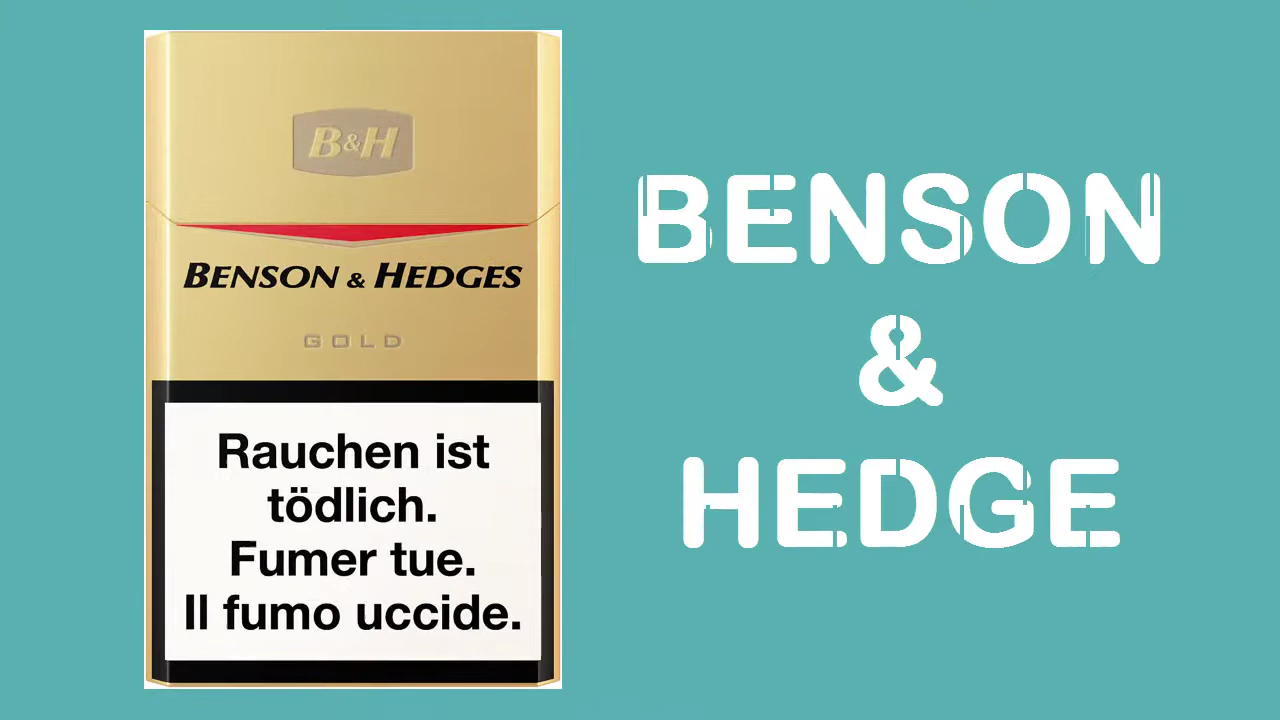 B&H
BENSON & HEDGES
GOLD
Rauchen ist
tödlich.
Fumer tue.
Il fumo uccide.
BENSON
&
HEDGE